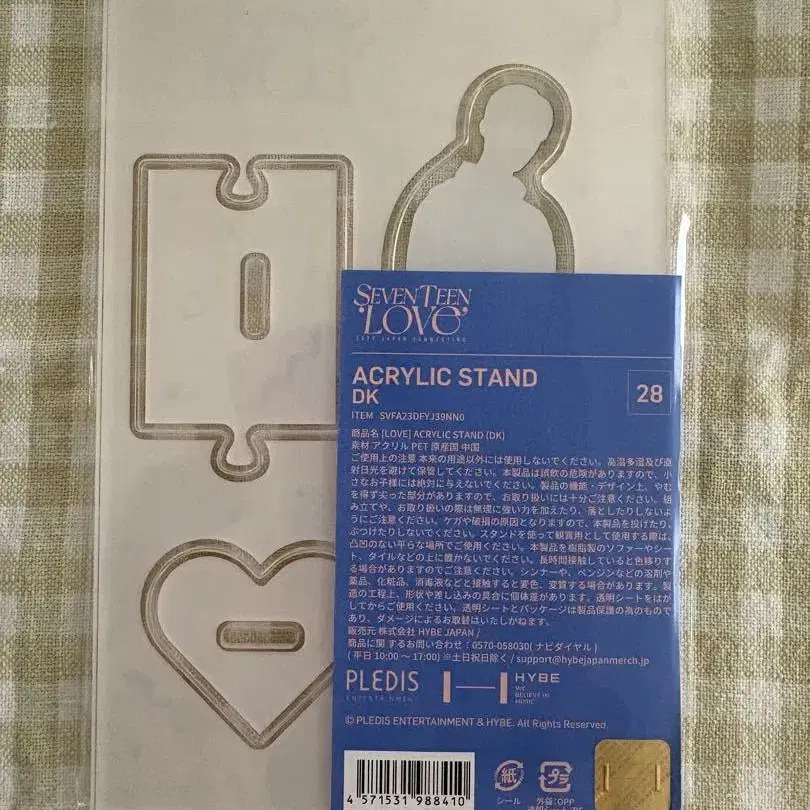 SEVENTEEN
'LOVE'
2023 JAPAN FANMEETING
ACRYLIC STAND
DK
28
ITEM SVFA23DFYJ39NN0
商品名 [LOVE] ACRYLIC STAND (DK)
素材 アクリル PET 原産国 中国
ご使用上の注意 本来の用途以外には使用しないでください。高温多湿及び直
射日光を避けて保管してください。本製品は誤飲の危険がありますので、小
さなお子様には絶対に与えないでください。製品の機能・デザイン上、やむ
を得ず尖った部分がありますので、お取り扱いには十分ご注意ください。組
み立てや、お取り扱いの際は無理に強い力を加えたり、落としたりしないよ
うにご注意ください。ケガや破損の原因となりますので、本製品を投げたり、
ぶつけたりしないでください。スタンドを使って観賞用として使用する際は、
凸凹のない平らな場所でご使用ください。本製品を樹脂製のソファーやシー
ト、タイルなどの上に置かないでください。長時間接触していると色移りす
る場合がありますのでご注意ください。シンナーや、ベンジンなどの溶剤や
薬品、化粧品、消毒液などと接触すると変色、変質する場合があります。製
造の工程上、形状や差し込みの具合に個体差があります。透明シートをはが
してからご使用ください。透明シートとパッケージは製品保護の為のもので
あり、ダメージによるお取替はいたしかねます。
販売元 株式会社 HYBE JAPAN /
商品に関するお問い合わせ：0570-058030( ナビダイヤル )
( 平日 10:00 〜 17:00) ※土日祝日除く / support@hybejapanmerch.jp
PLEDIS
ENTERTAINMENT
HYBE
WE
BELIEVE IN
MUSIC
© PLEDIS ENTERTAINMENT & HYBE. All Rights Reserved.
4 571531 988410
紙
シール
プラ
外袋:OPP